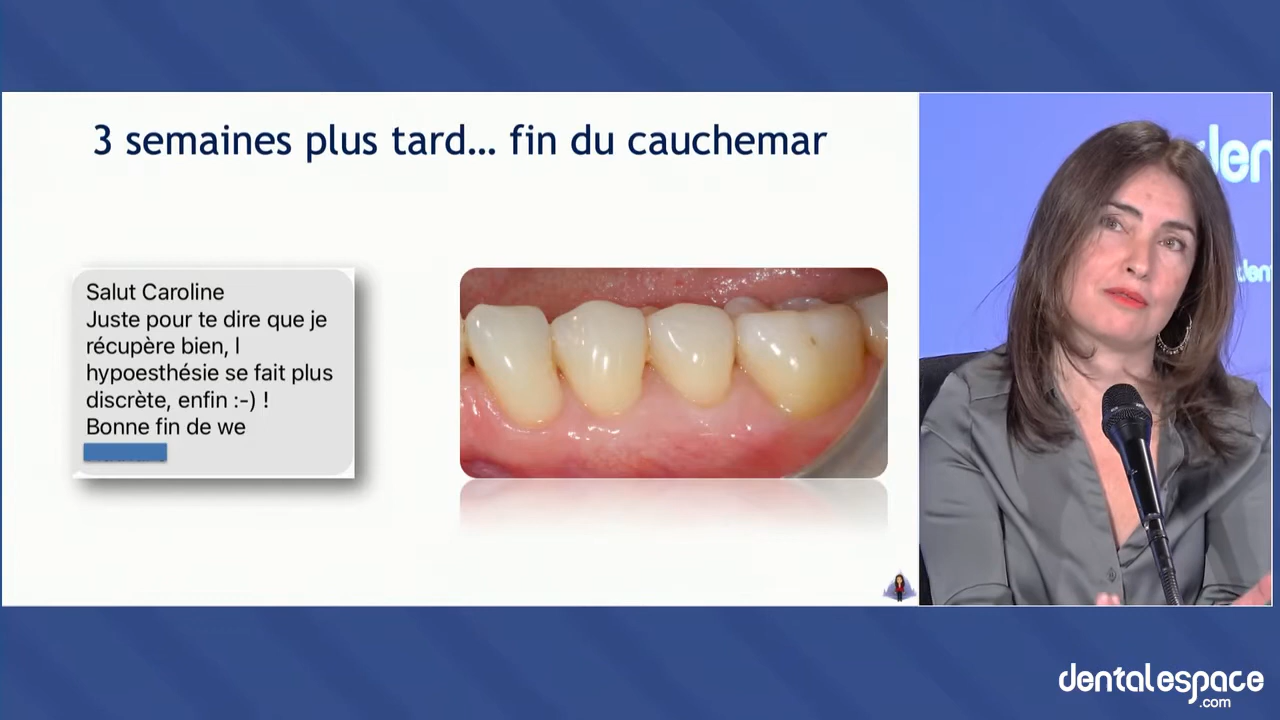 3 semaines plus tard... fin du cauchemar
Salut Caroline
Juste pour te dire que je
récupère bien, l
hypoesthésie se fait plus
discrète, enfin :-) !
Bonne fin de we
dentalespace
.com